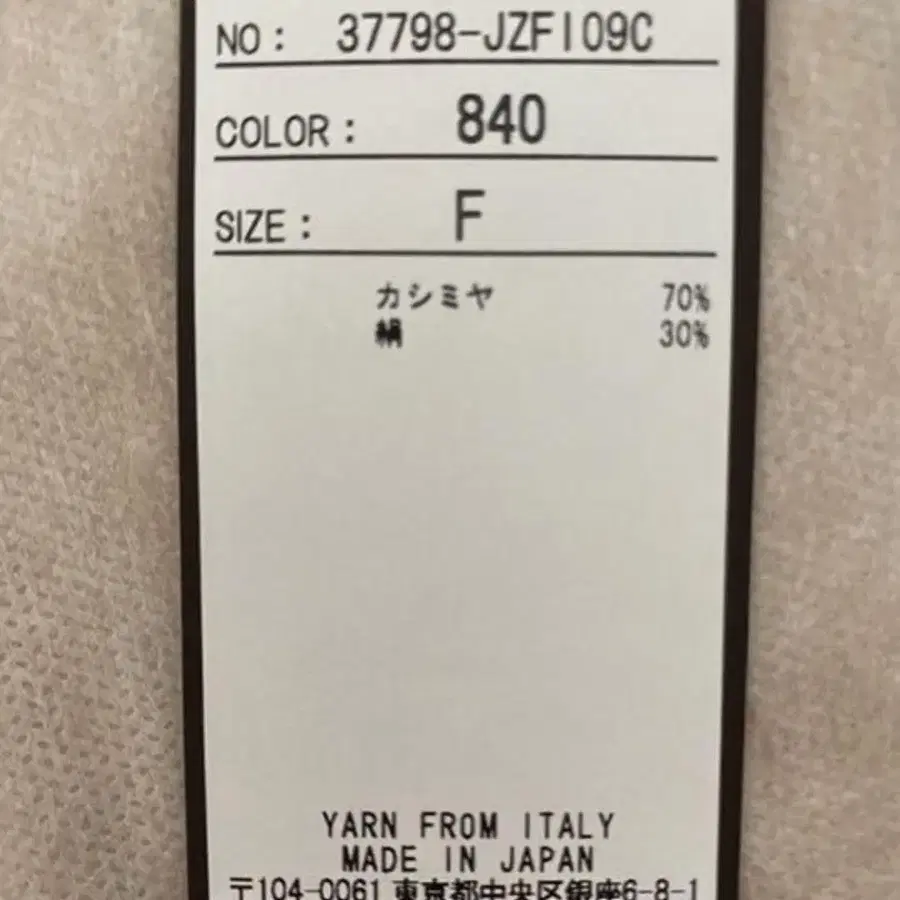 NO: 37798-JZFI09C
COLOR: 840
SIZE: F
カシミヤ 70%
絹 30%
YARN FROM ITALY
MADE IN JAPAN
〒104-0061 東京都中央区銀座6-8-1